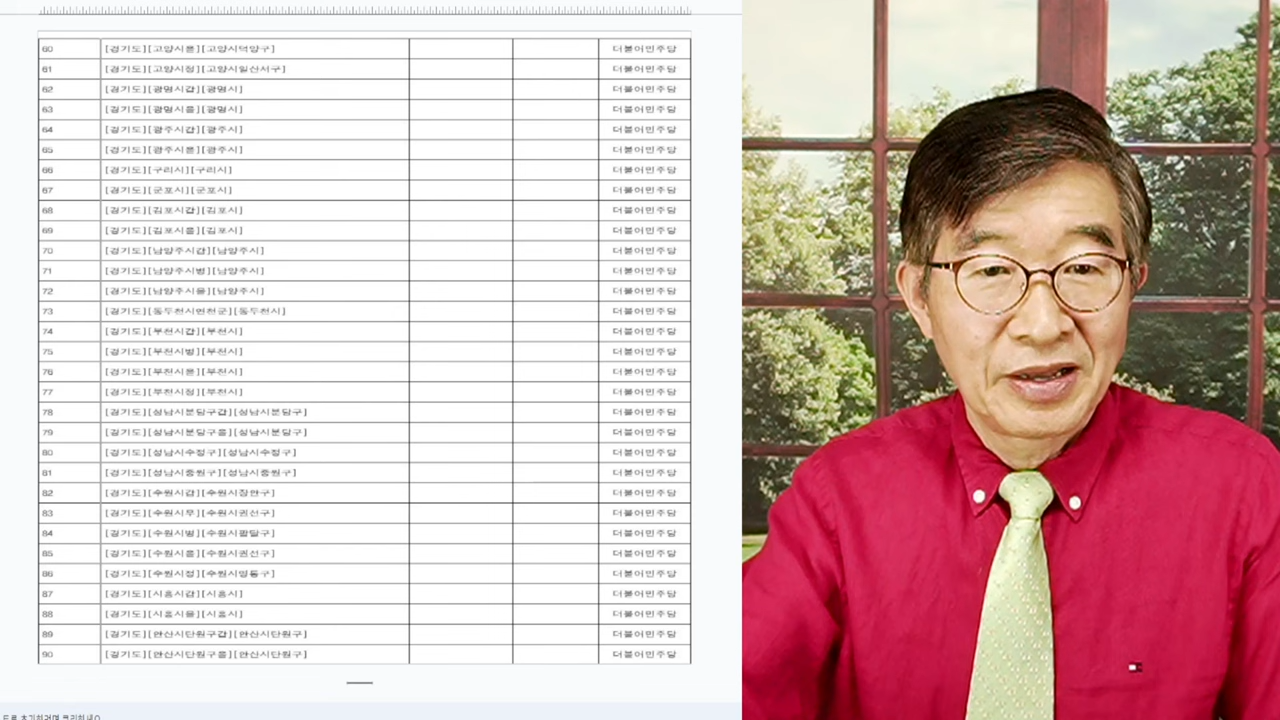 60 [경기도][고양시을][고양시덕양구] 더불어민주당
61 [경기도][고양시정][고양시일산서구] 더불어민주당
62 [경기도][광명시갑][광명시] 더불어민주당
63 [경기도][광명시을][광명시] 더불어민주당
64 [경기도][광주시갑][광주시] 더불어민주당
65 [경기도][광주시을][광주시] 더불어민주당
66 [경기도][구리시][구리시] 더불어민주당
67 [경기도][군포시][군포시] 더불어민주당
68 [경기도][김포시갑][김포시] 더불어민주당
69 [경기도][김포시을][김포시] 더불어민주당
70 [경기도][남양주시갑][남양주시] 더불어민주당
71 [경기도][남양주시병][남양주시] 더불어민주당
72 [경기도][남양주시을][남양주시] 더불어민주당
73 [경기도][동두천시연천군][동두천시] 더불어민주당
74 [경기도][부천시갑][부천시] 더불어민주당
75 [경기도][부천시병][부천시] 더불어민주당
76 [경기도][부천시을][부천시] 더불어민주당
77 [경기도][부천시정][부천시] 더불어민주당
78 [경기도][성남시분당구갑][성남시분당구] 더불어민주당
79 [경기도][성남시분당구을][성남시분당구] 더불어민주당
80 [경기도][성남시수정구][성남시수정구] 더불어민주당
81 [경기도][성남시중원구][성남시중원구] 더불어민주당
82 [경기도][수원시갑][수원시장안구] 더불어민주당
83 [경기도][수원시무][수원시권선구] 더불어민주당
84 [경기도][수원시병][수원시팔달구] 더불어민주당
85 [경기도][수원시을][수원시권선구] 더불어민주당
86 [경기도][수원시정][수원시영통구] 더불어민주당
87 [경기도][시흥시갑][시흥시] 더불어민주당
88 [경기도][시흥시을][시흥시] 더불어민주당
89 [경기도][안산시단원구갑][안산시단원구] 더불어민주당
90 [경기도][안산시단원구을][안산시단원구] 더불어민주당